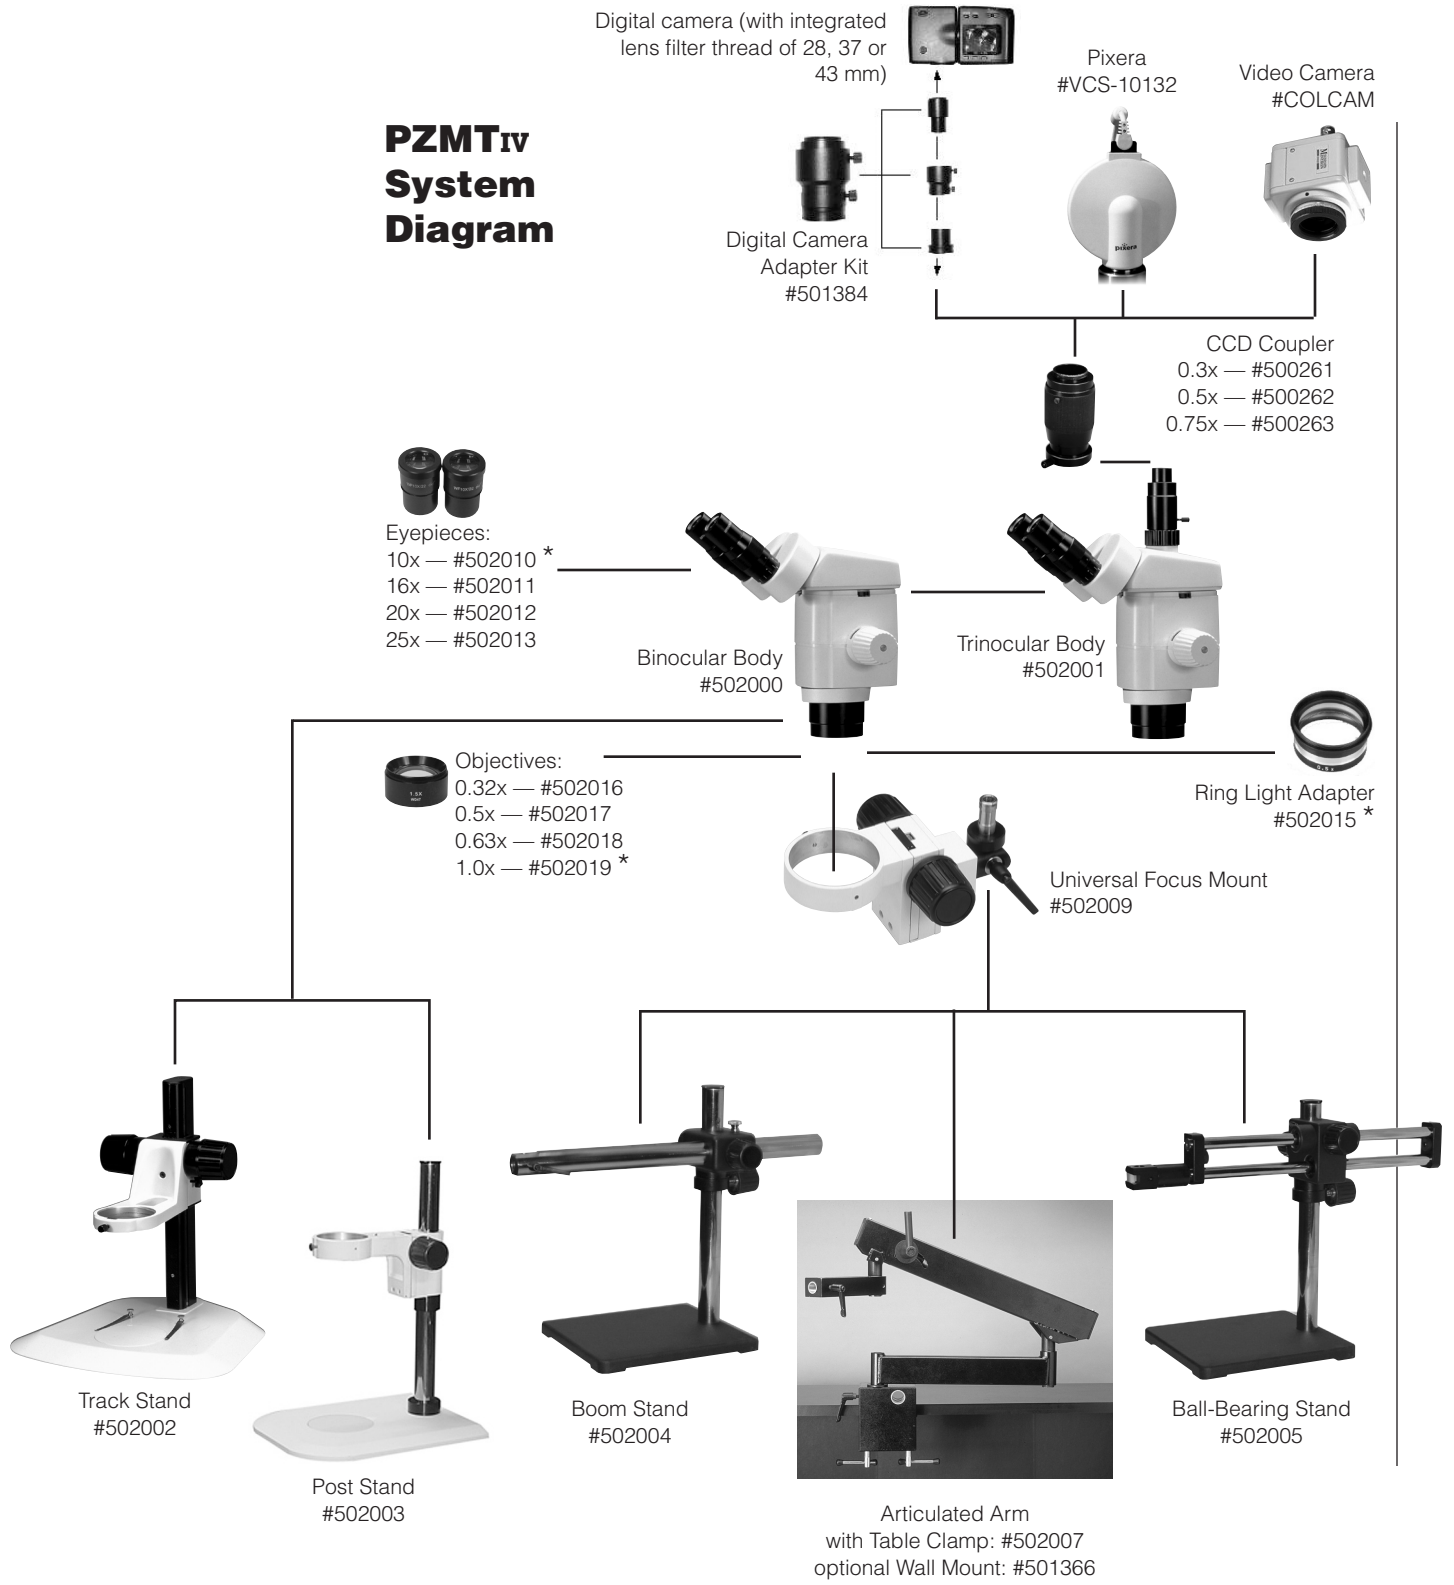 Digital camera (with integrated
lens filter thread of 28, 37 or
43 mm)
Pixera
#VCS-10132
Video Camera
#COLCAM
PZMTIV
System
Diagram
pixera
Digital Camera
Adapter Kit
#501384
CCD Coupler
0.3x — #500261
0.5x — #500262
0.75x — #500263
Eyepieces:
10x — #502010 *
16x — #502011
20x — #502012
25x — #502013
Binocular Body
#502000
Trinocular Body
#502001
Objectives:
0.32x — #502016
0.5x — #502017
0.63x — #502018
1.0x — #502019 *
1.5X
Ring Light Adapter
#502015 *
Universal Focus Mount
#502009
Track Stand
#502002
Post Stand
#502003
Boom Stand
#502004
Articulated Arm
with Table Clamp: #502007
optional Wall Mount: #501366
Ball-Bearing Stand
#502005